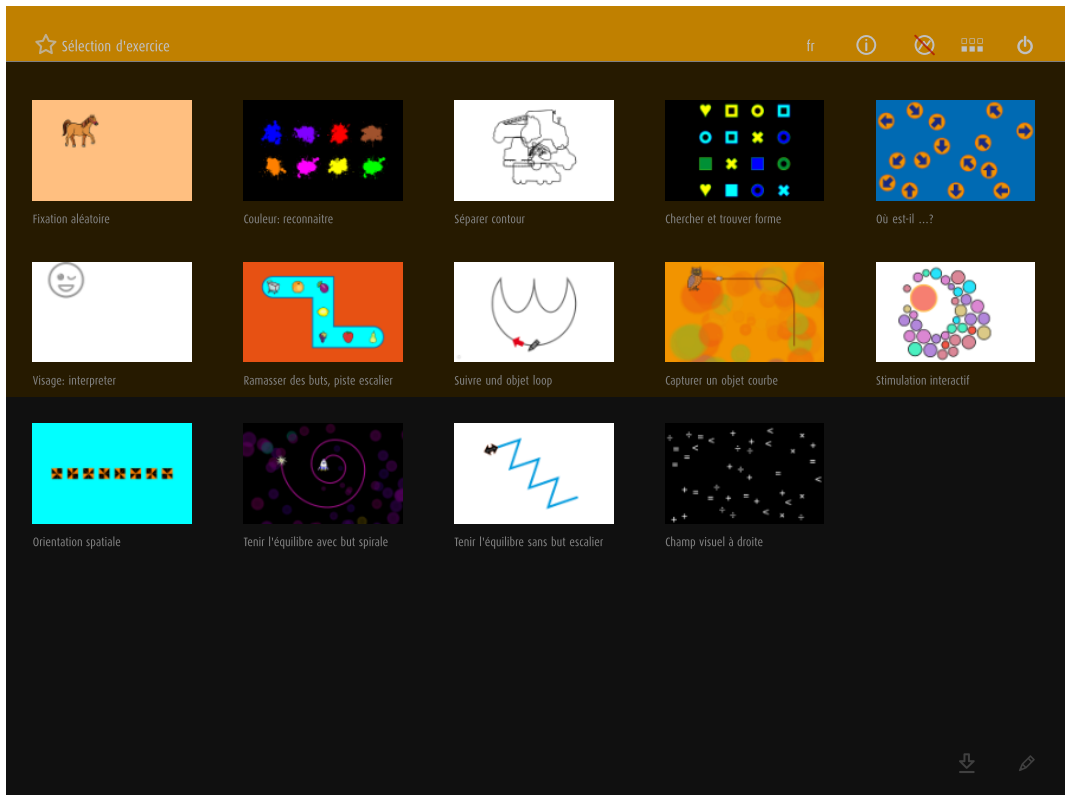 Sélection d'exercice
fr
Fixation aléatoire
Couleur: reconnaitre
Séparer contour
Chercher et trouver forme
Où est-il ...?
Visage: interpreter
Ramasser des buts, piste escalier
Suivre und objet loop
Capturer un objet courbe
Stimulation interactif
Orientation spatiale
Tenir l'équilibre avec but spirale
Tenir l'équilibre sans but escalier
Champ visuel à droite